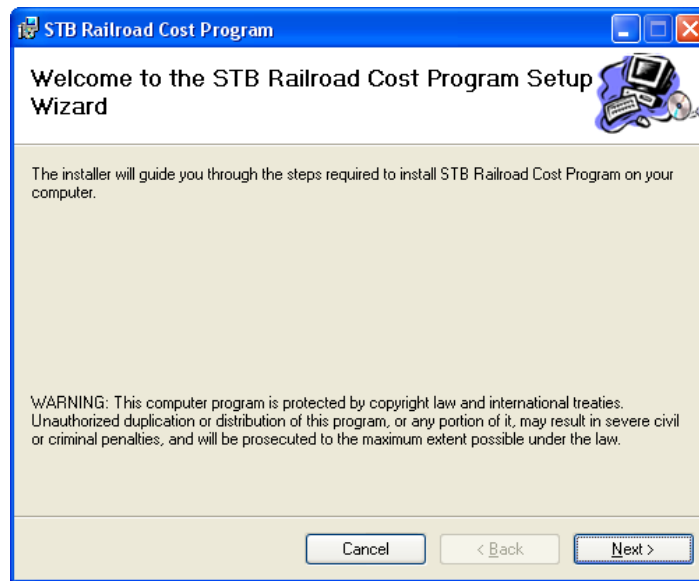 STB Railroad Cost Program
Welcome to the STB Railroad Cost Program Setup
Wizard
The installer will guide you through the steps required to install STB Railroad Cost Program on your
computer.
WARNING: This computer program is protected by copyright law and international treaties.
Unauthorized duplication or distribution of this program, or any portion of it, may result in severe civil
or criminal penalties, and will be prosecuted to the maximum extent possible under the law.
Cancel
< Back
Next >